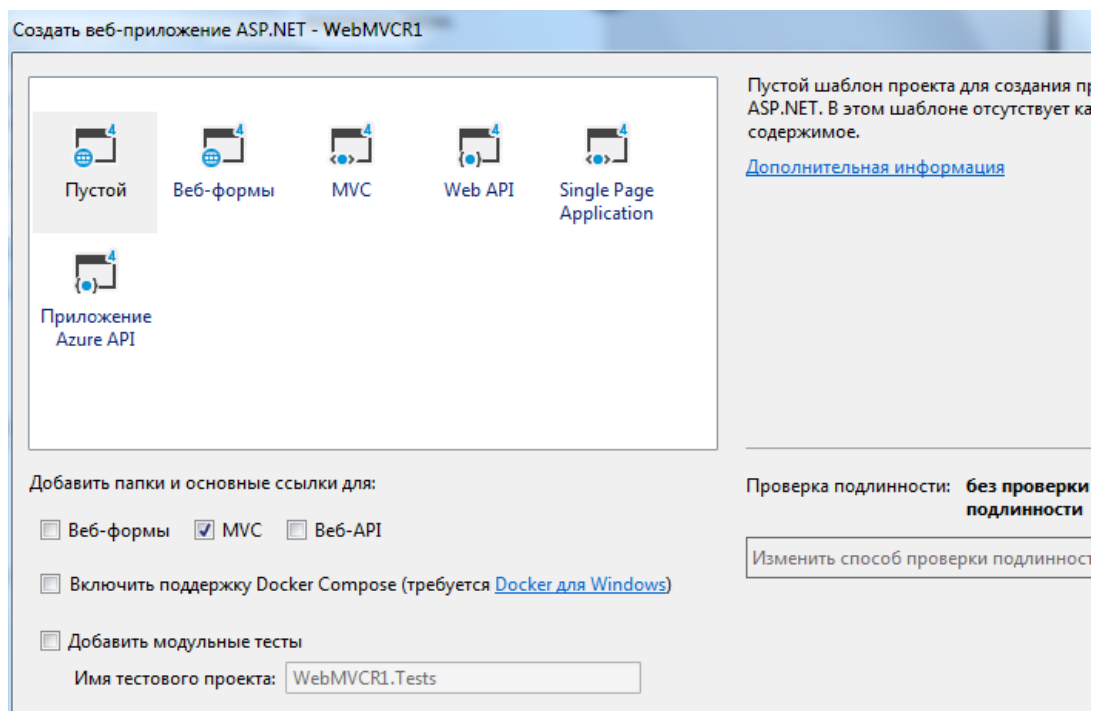 Создать веб-приложение ASP.NET - WebMVCR1
Пустой
Веб-формы
MVC
Web API
Single Page
Application
Приложение
Azure API
Пустой шаблон проекта для создания
ASP.NET. В этом шаблоне отсутствует
содержимое.
Дополнительная информация
Добавить папки и основные ссылки для:
Веб-формы MVC Веб-API
Включить поддержку Docker Compose (требуется Docker для Windows)
Добавить модульные тесты
Имя тестового проекта: WebMVCR1.Tests
Проверка подлинности: без проверки
подлинности
Изменить способ проверки